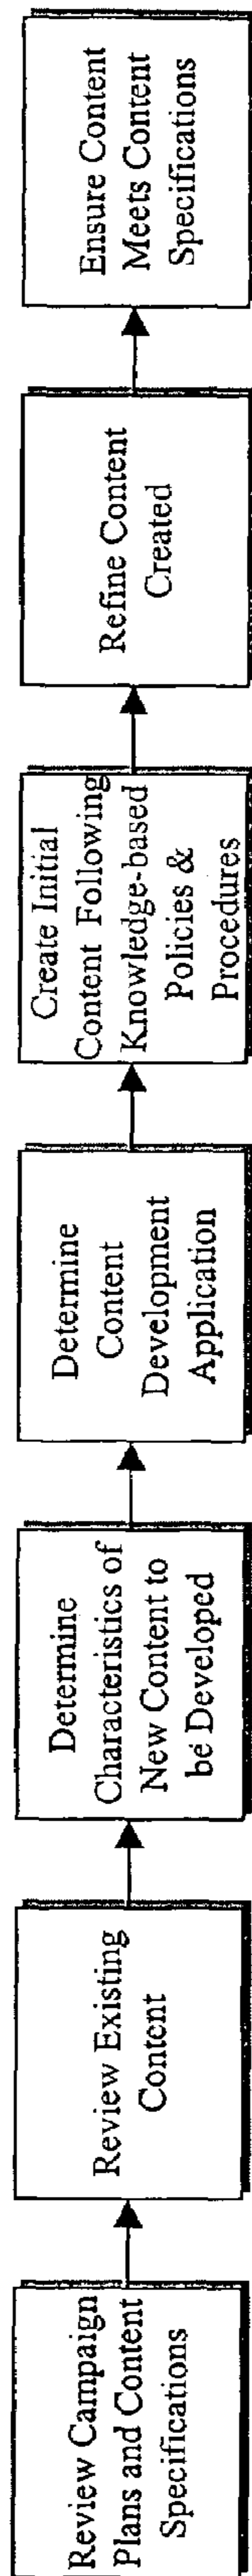 Review Campaign
Plans and Content
Specifications
Review Existing
Content
Determine
Characteristics of
New Content to
be Developed
Determine
Content
Development
Application
Create Initial
Content Following
Knowledge-based
Policies &
Procedures
Refine Content
Created
Ensure Content
Meets Content
Specifications